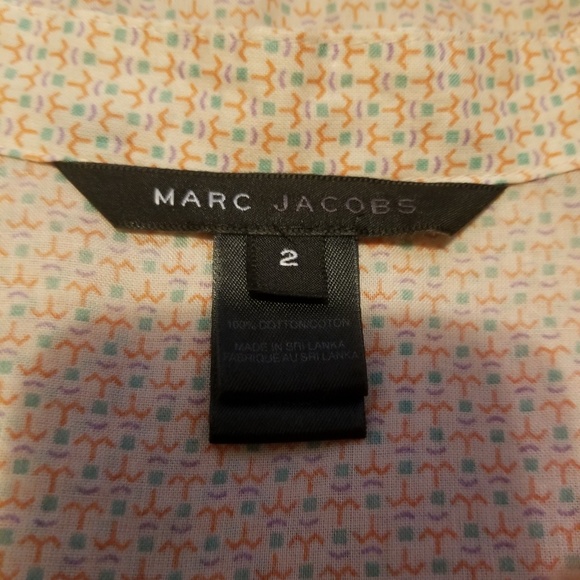 MARC JACOBS
2
100% COTTON/COTON
MADE IN SRI LANKA
FABRIQUE/AU SRI LANKA